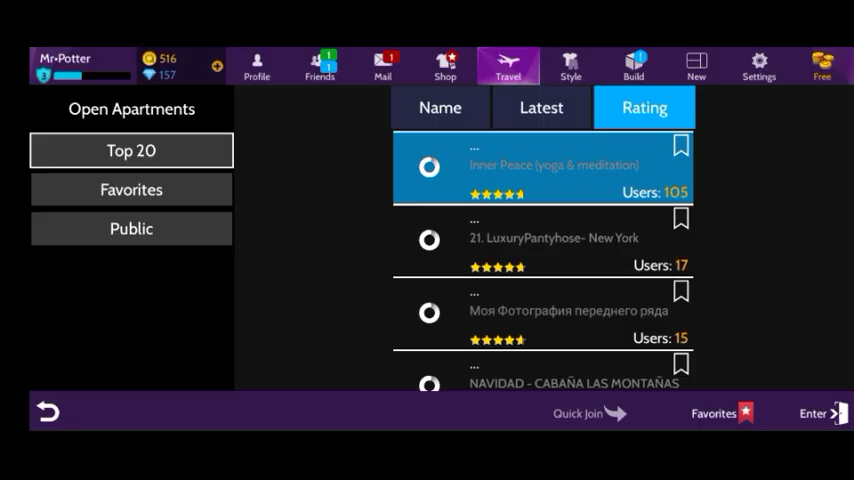 Mr•Potter
3
516
157
Profile
1
1
Friends
1
Mail
Shop
Travel
Style
!
Build
New
Settings
Free
Open Apartments
Top 20
Favorites
Public
Name
Latest
Rating
...
Inner Peace (yoga & meditation)
Users: 105
...
21. LuxuryPantyhose- New York
Users: 17
...
Моя Фотография переднего ряда
Users: 15
...
NAVIDAD - CABAÑA LAS MONTAÑAS
Quick Join
Favorites
Enter